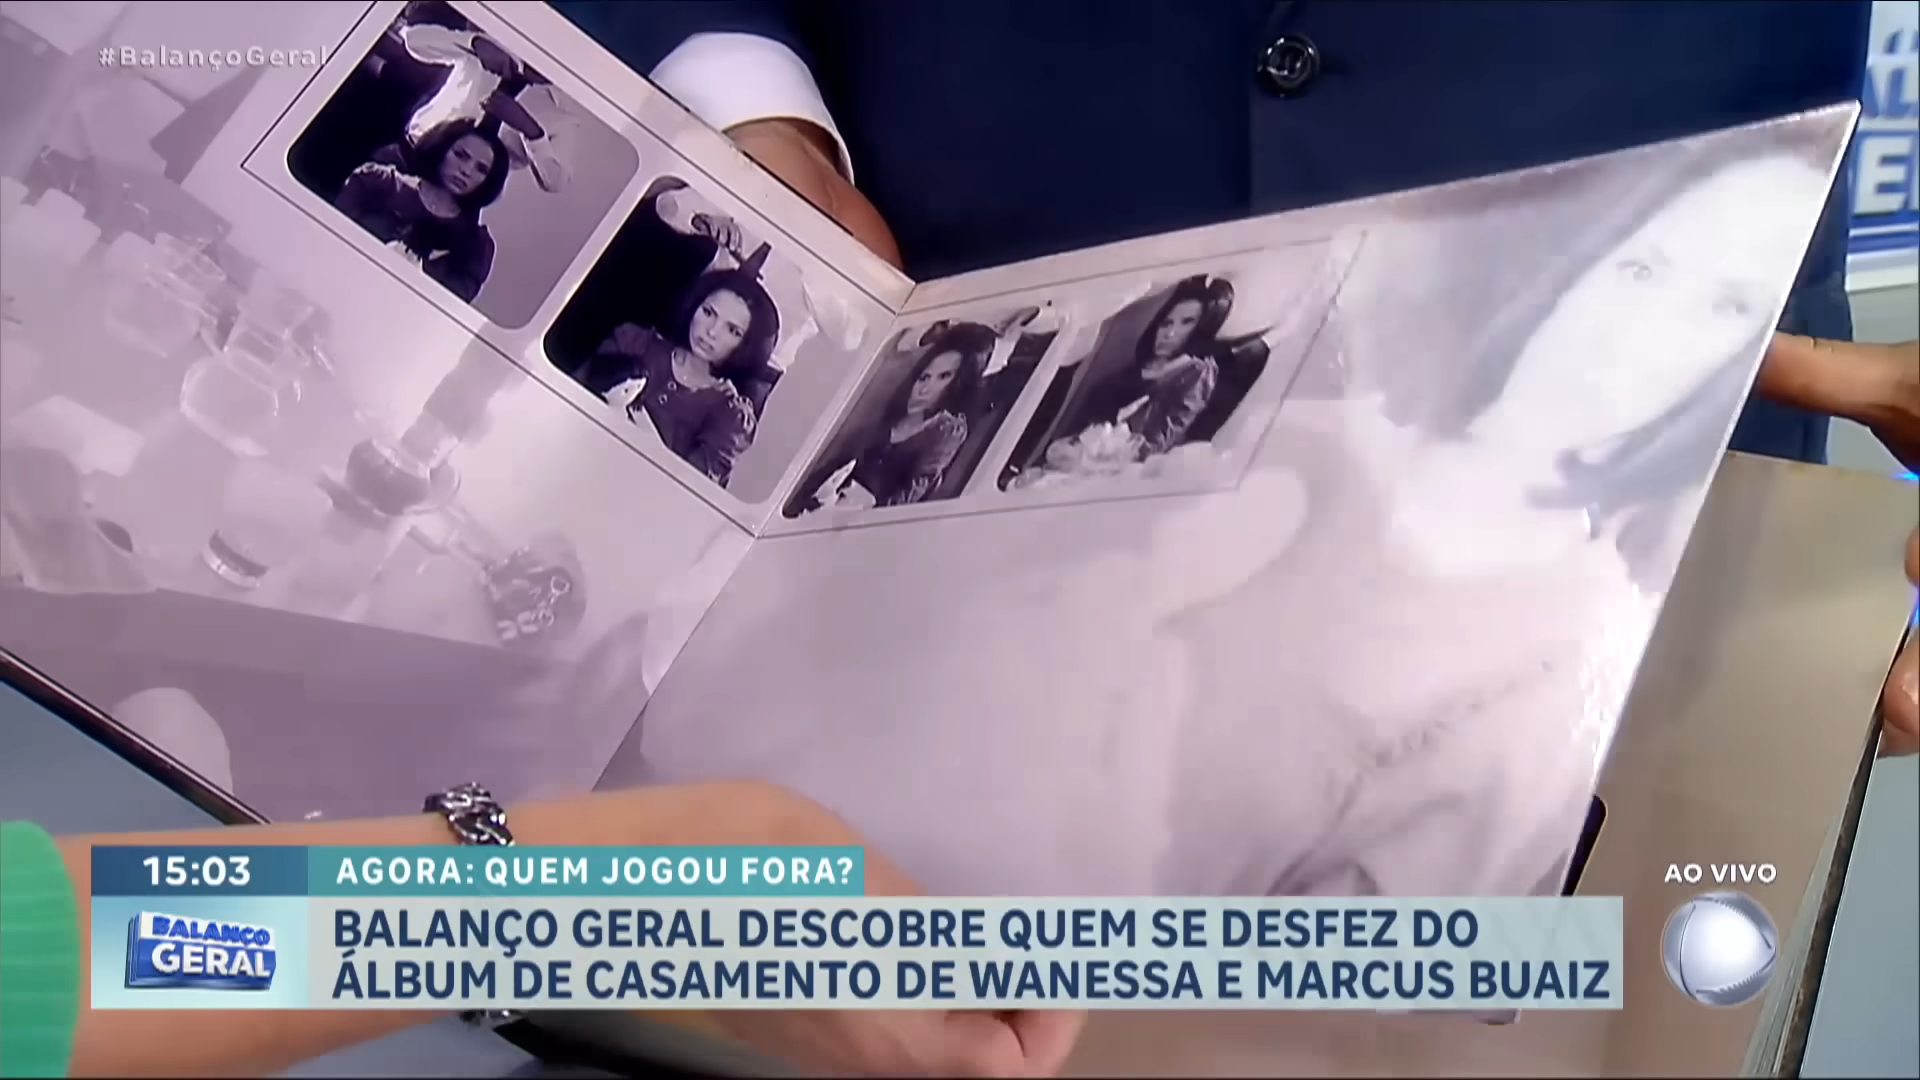 #BalançoGeral
15:03
AGORA: QUEM JOGOU FORA?
BALANÇO GERAL DESCOBRE QUEM SE DESFEZ DO
ÁLBUM DE CASAMENTO DE WANESSA E MARCUS BUAIZ
BALANÇO
GERAL
AO VIVO